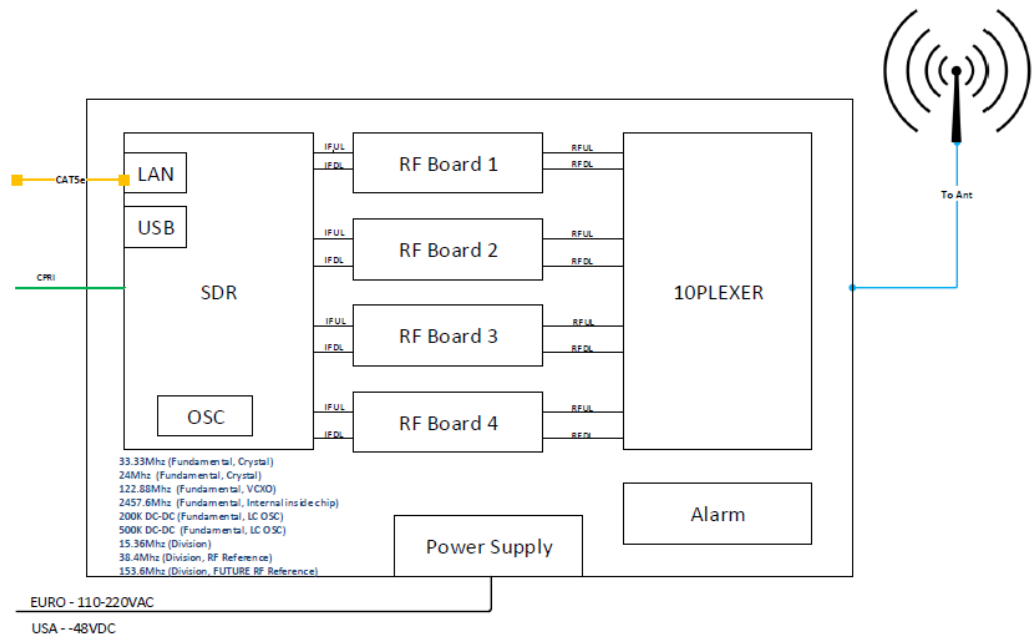 IFUL
RF Board 1
RFUL
IFDL
RFDL
LAN
CAT5e
To Ant
USB
IFUL
RF Board 2
RFUL
IFDL
RFDL
CPRI
SDR
10PLEXER
IFUL
RF Board 3
RFUL
IFDL
RFDL
IFUL
RF Board 4
RFUL
IFDL
RFDL
OSC
33.33Mhz (Fundamental, Crystal)
24Mhz (Fundamental, Crystal)
122.88Mhz (Fundamental, VCXO)
2457.6Mhz (Fundamental, Internal inside chip)
200K DC-DC (Fundamental, LC OSC)
500K DC-DC (Fundamental, LC OSC)
15.36Mhz (Division)
38.4Mhz (Division, RF Reference)
153.6Mhz (Division, FUTURE RF Reference)
Alarm
Power Supply
EURO - 110-220VAC
USA - -48VDC